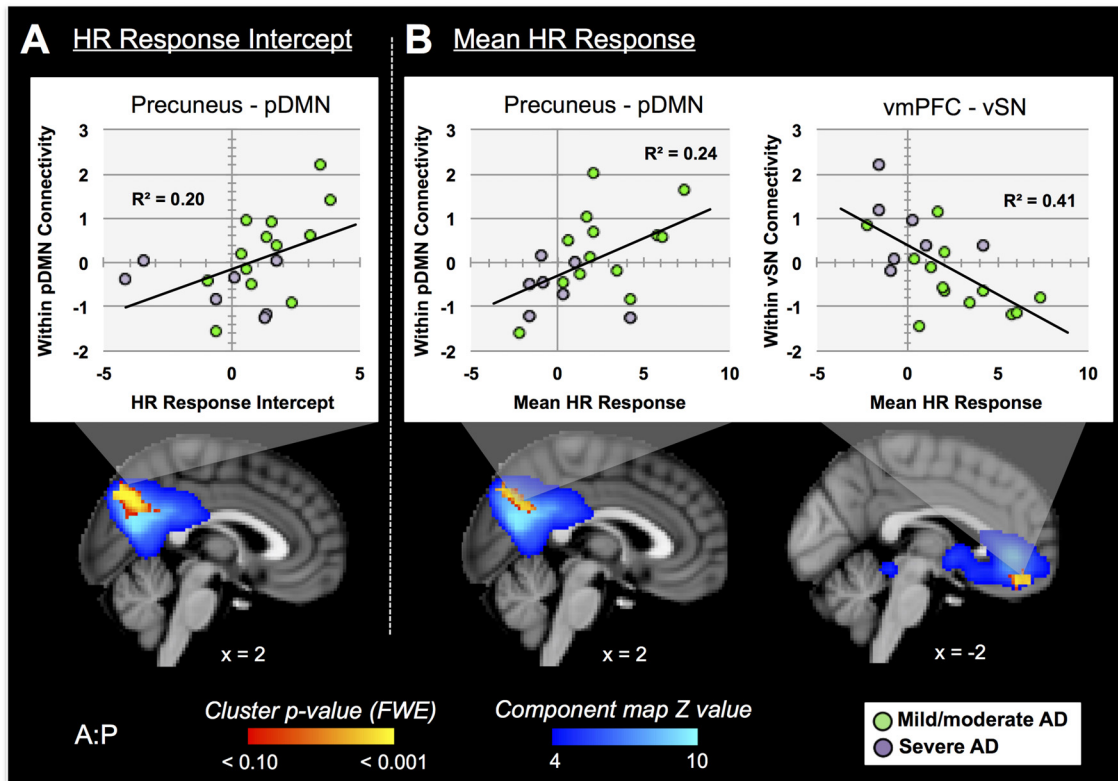 A HR Response Intercept
B Mean HR Response
Precuneus - pDMN
3
2
1
0
-1
-2
-5 0 5
R² = 0.20
Within pDMN Connectivity
HR Response Intercept
Precuneus - pDMN
3
2
1
0
-1
-2
-5 0 5 10
R² = 0.24
Within pDMN Connectivity
Mean HR Response
vmPFC - vSN
3
2
1
0
-1
-2
-5 0 5 10
R² = 0.41
Within vSN Connectivity
Mean HR Response
x = 2
x = 2
x = -2
A:P
Cluster p-value (FWE)
< 0.10 < 0.001
Component map Z value
4 10
Mild/moderate AD
Severe AD